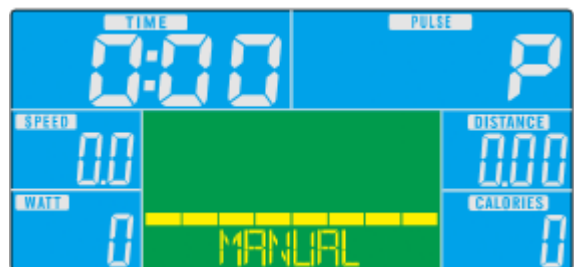 TIME PULSE
0:00 P
SPEED DISTANCE
0.0 0.00
WATT CALORIES
0 0
MANUAL